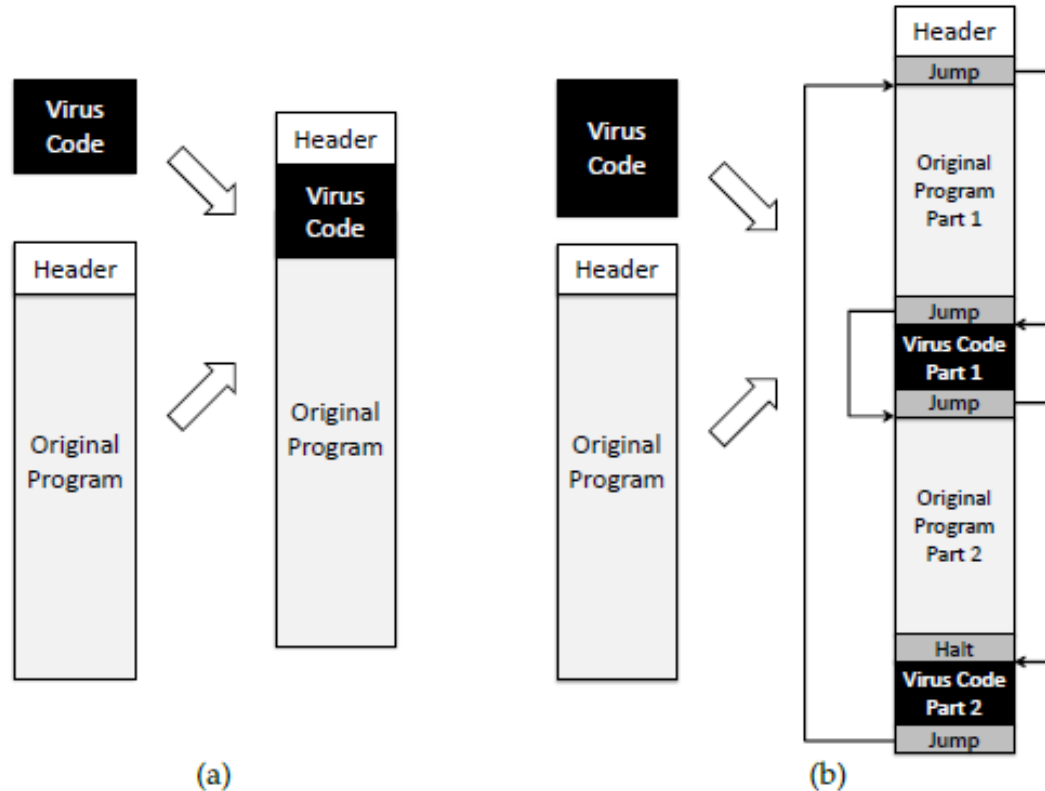 Virus
Code
Header
Original
Program
Header
Virus
Code
Original
Program
(a)
Virus
Code
Header
Original
Program
Header
Jump
Original
Program
Part 1
Jump
Virus Code
Part 1
Jump
Original
Program
Part 2
Halt
Virus Code
Part 2
Jump
(b)